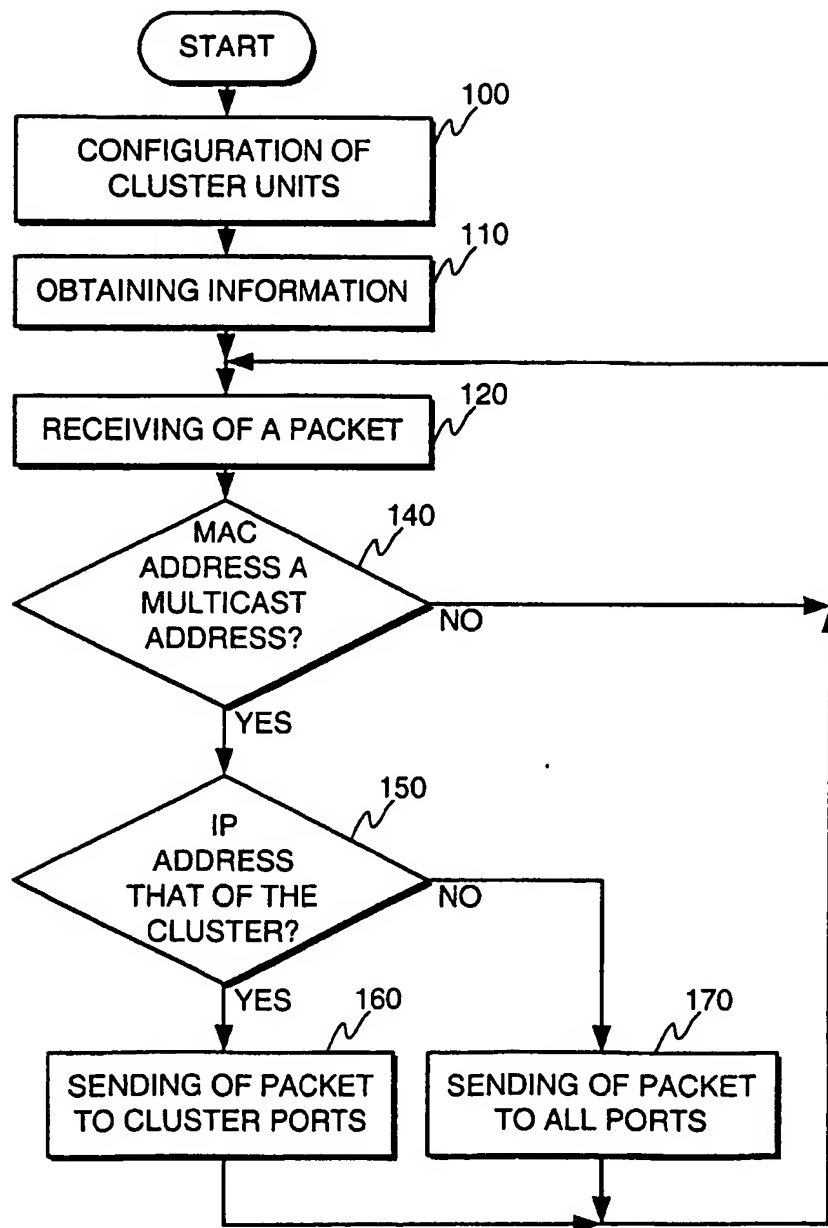 START
100
CONFIGURATION OF
CLUSTER UNITS
110
OBTAINING INFORMATION
120
RECEIVING OF A PACKET
140
MAC
ADDRESS A
MULTICAST
ADDRESS?
NO
YES
150
IP
ADDRESS
THAT OF THE
CLUSTER?
NO
YES
160
SENDING OF PACKET
TO CLUSTER PORTS
170
SENDING OF PACKET
TO ALL PORTS